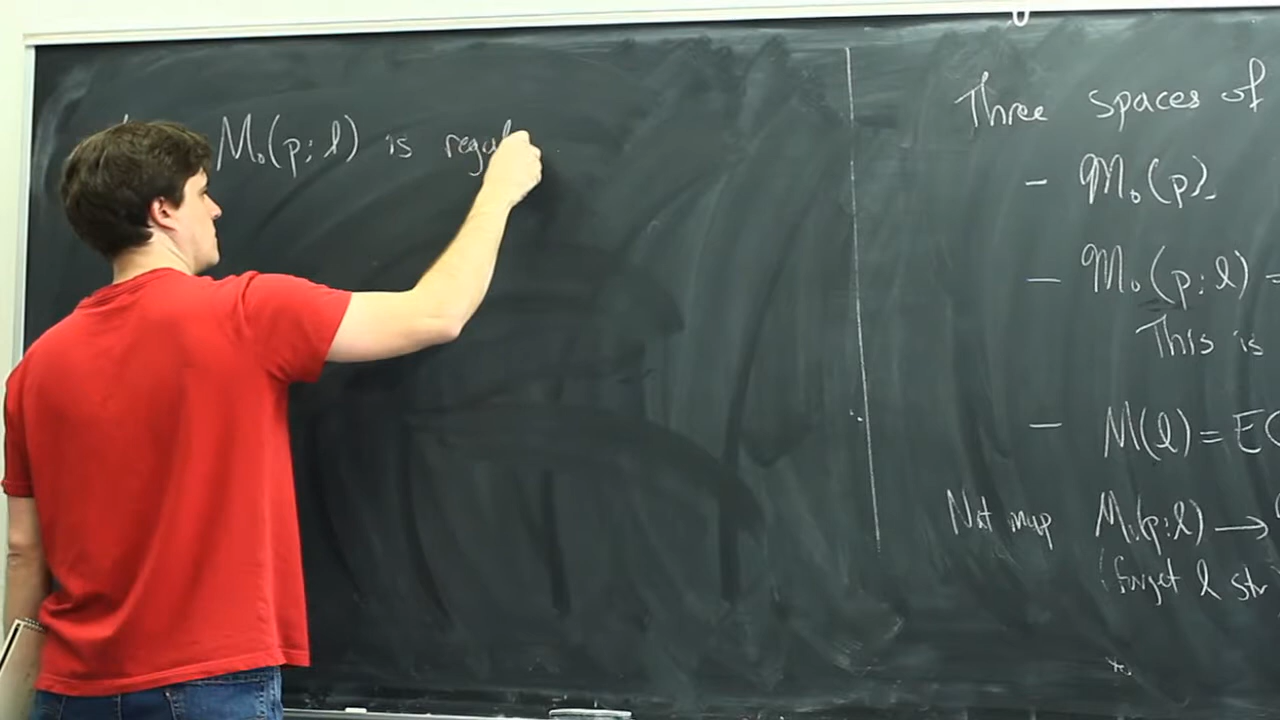 M₀(p; l) is regul
Three spaces of
- M₀(p).
- M₀(p; l) =
This is
- M(l) = E(
Nat map M₀(p; l) →
(forget l str